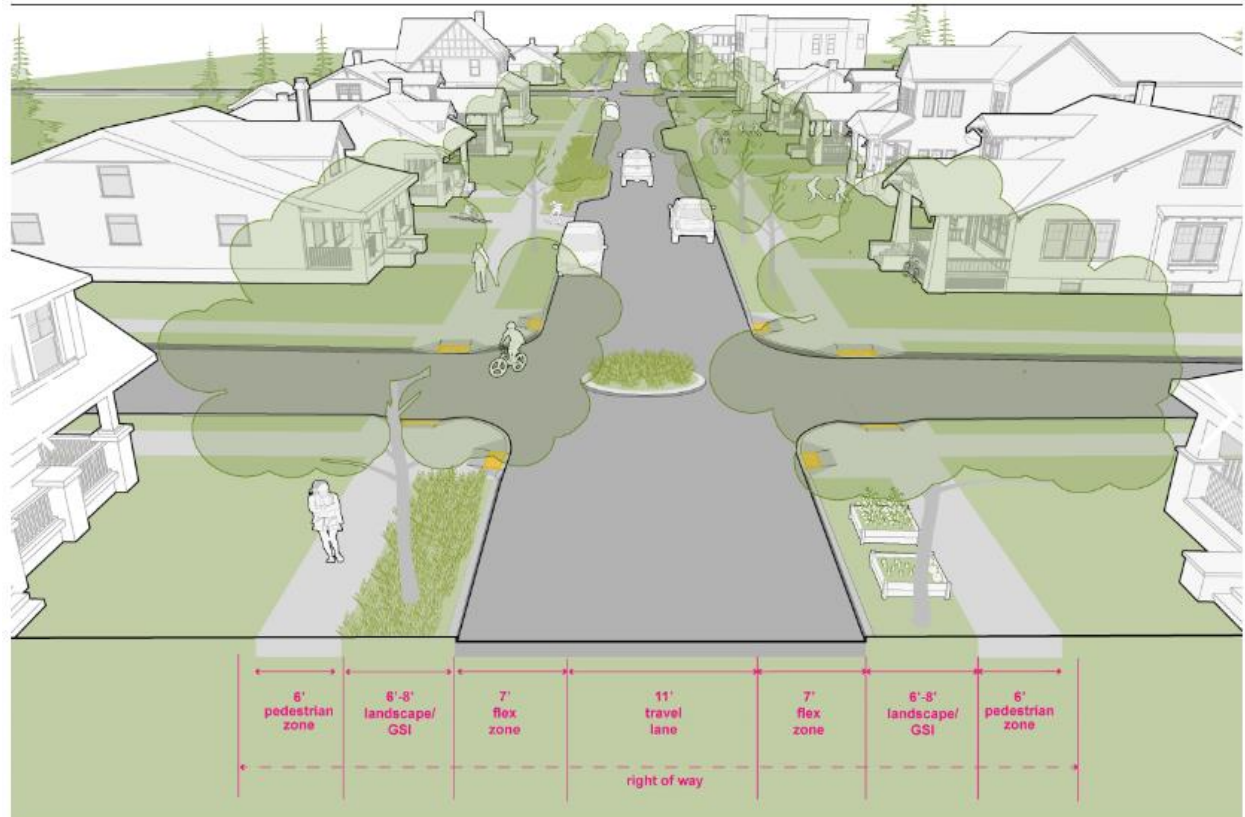 6'
pedestrian
zone
6'-8'
landscape/
GSI
7'
flex
zone
11'
travel
lane
7'
flex
zone
6'-8'
landscape/
GSI
6'
pedestrian
zone
right of way